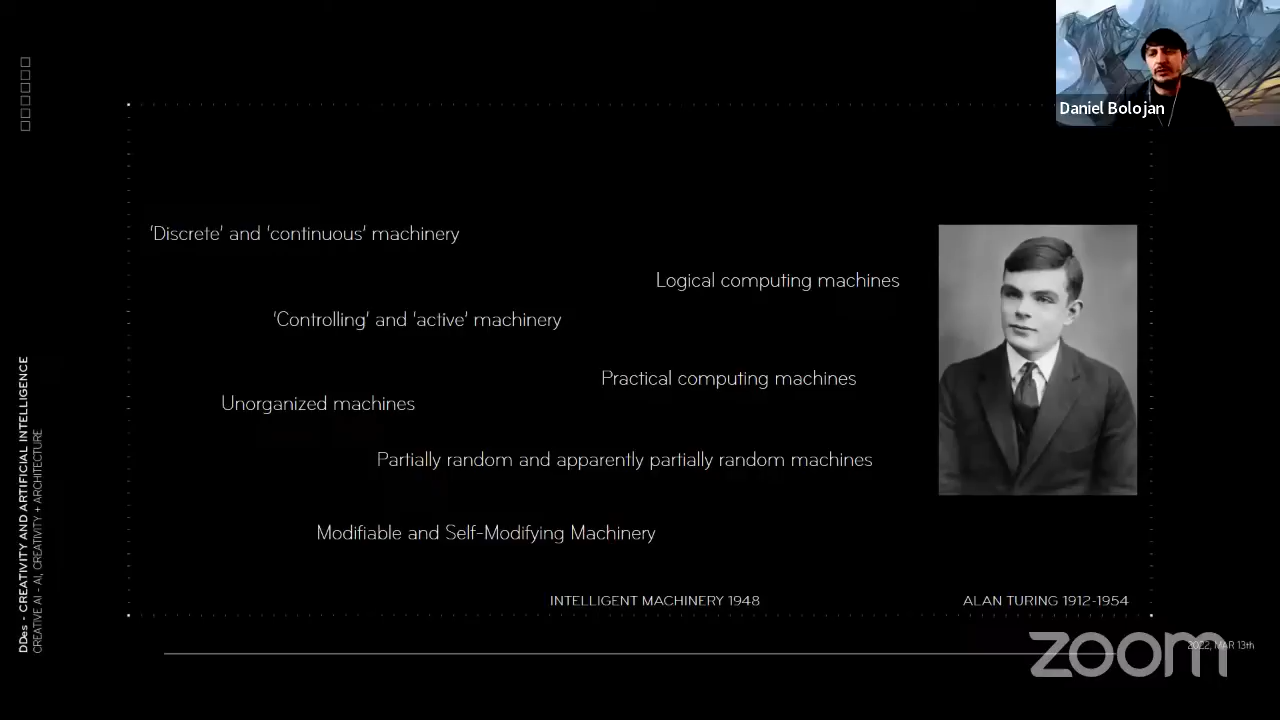 Daniel Bolojan
'Discrete' and 'continuous' machinery
Logical computing machines
'Controlling' and 'active' machinery
Practical computing machines
Unorganized machines
Partially random and apparently partially random machines
Modifiable and Self-Modifying Machinery
INTELLIGENT MACHINERY 1948
ALAN TURING 1912-1954
DDes - CREATIVITY AND ARTIFICIAL INTELLIGENCE
CREATIVE AI - AI, CREATIVITY + ARCHITECTURE
2022, MAR 13th
zoom